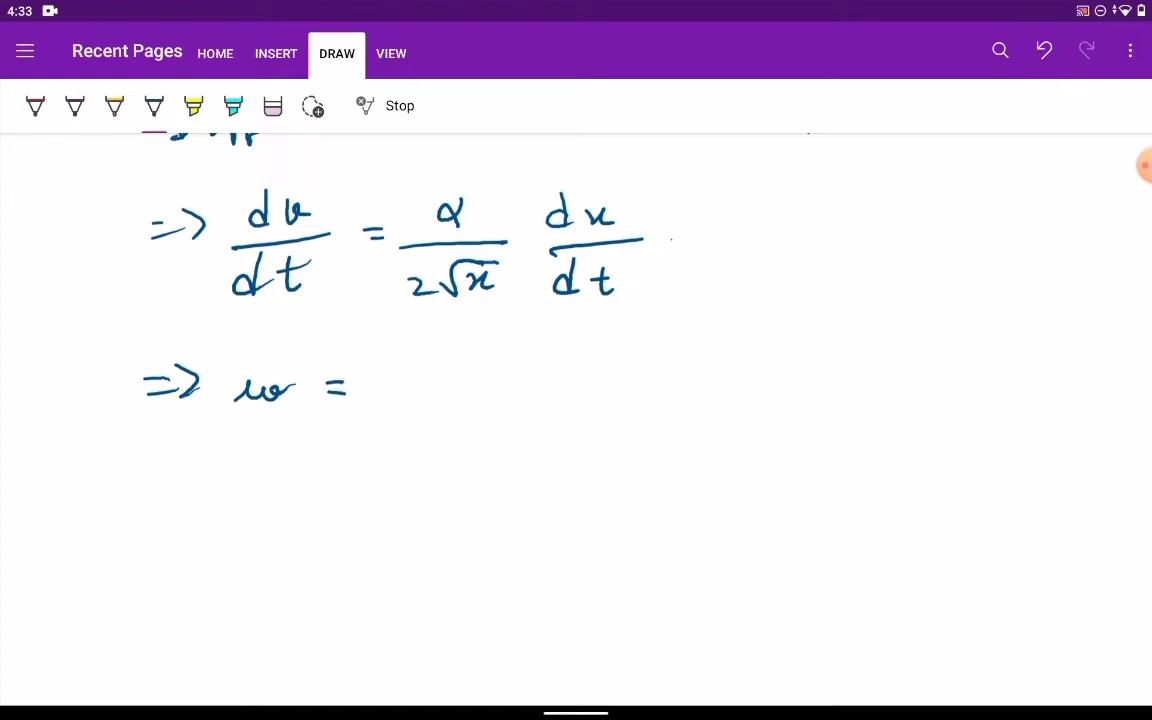 4:33
Recent Pages HOME INSERT DRAW VIEW
Stop
=> dv/dt = α/2√x dx/dt
=> w =